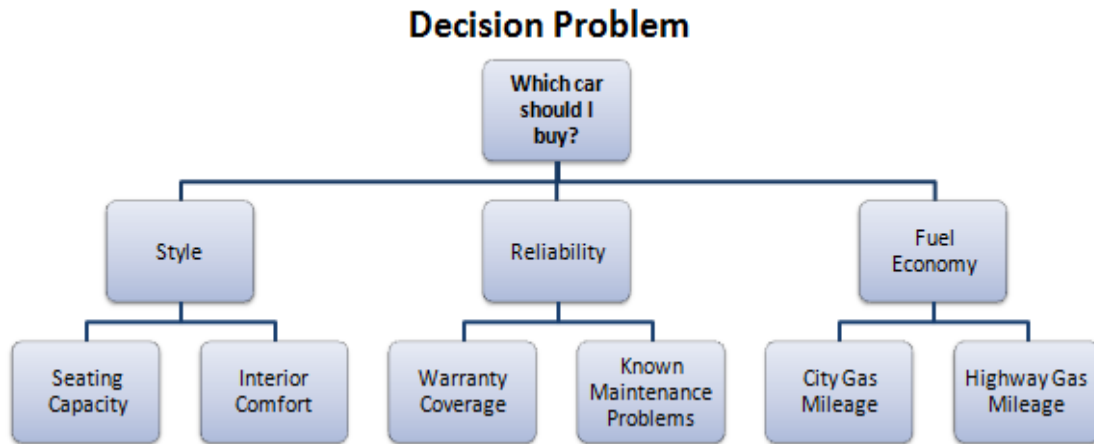 Decision Problem
Which car
should I
buy?
Style
Reliability
Fuel
Economy
Seating
Capacity
Interior
Comfort
Warranty
Coverage
Known
Maintenance
Problems
City Gas
Mileage
Highway Gas
Mileage